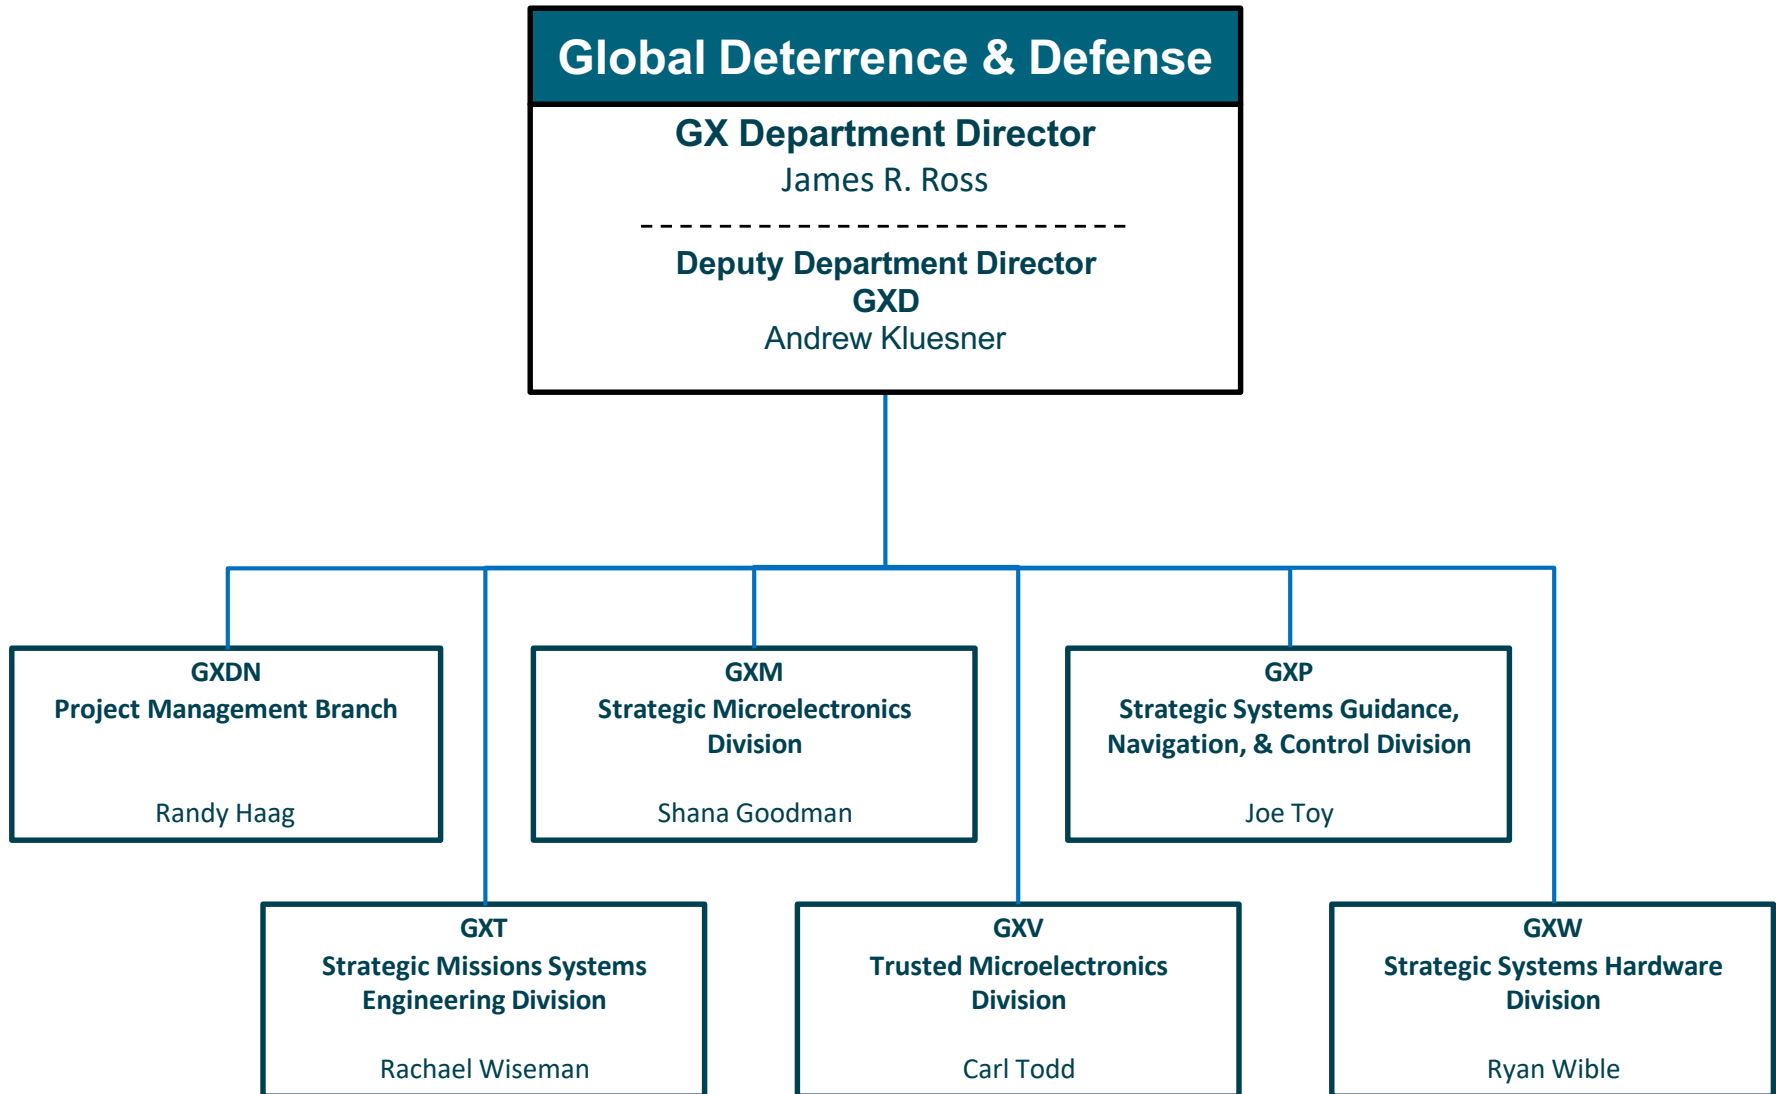 Global Deterrence & Defense
GX Department Director
James R. Ross
Deputy Department Director
GXD
Andrew Kluesner
GXDN
Project Management Branch
Randy Haag
GXM
Strategic Microelectronics
Division
Shana Goodman
GXP
Strategic Systems Guidance,
Navigation, & Control Division
Joe Toy
GXT
Strategic Missions Systems
Engineering Division
Rachael Wiseman
GXV
Trusted Microelectronics
Division
Carl Todd
GXW
Strategic Systems Hardware
Division
Ryan Wible